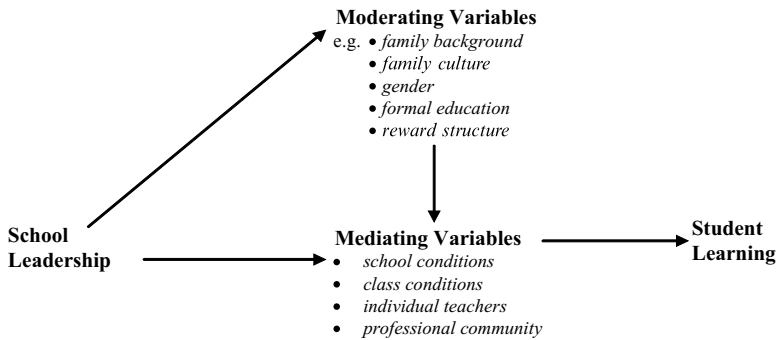 Moderating Variables
e.g. • family background
• family culture
• gender
• formal education
• reward structure
School
Leadership
Mediating Variables
• school conditions
• class conditions
• individual teachers
• professional community
Student
Learning